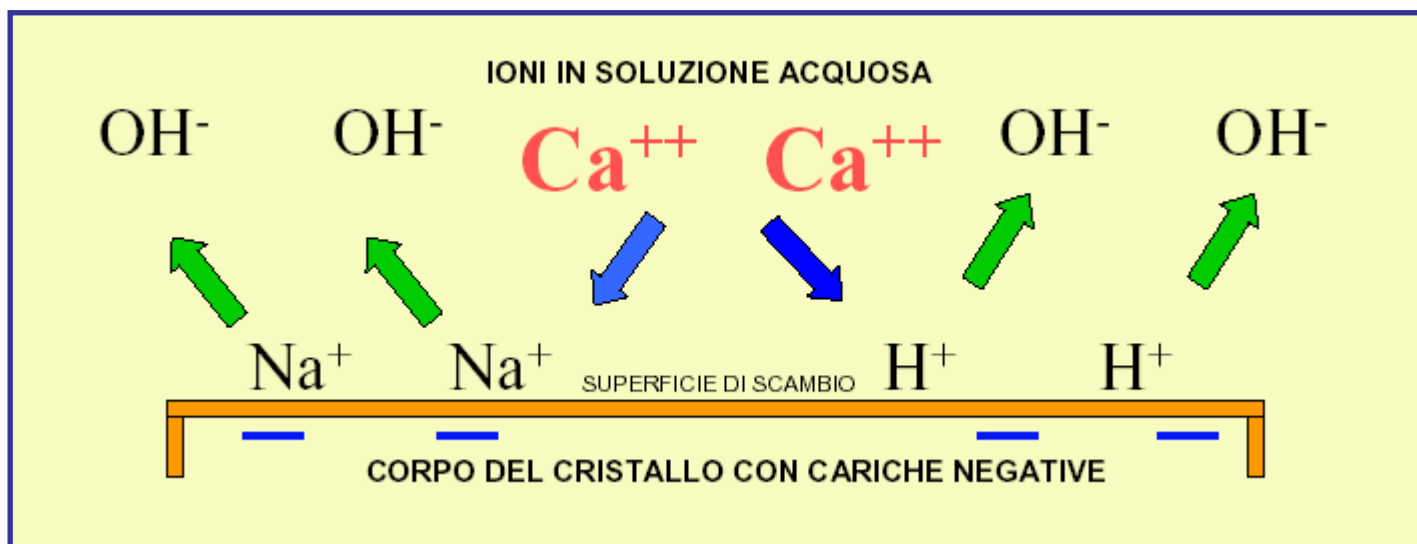 IONI IN SOLUZIONE ACQUOSA
OH⁻ OH⁻ Ca⁺⁺ Ca⁺⁺ OH⁻ OH⁻
Na⁺ Na⁺ SUPERFICIE DI SCAMBIO H⁺ H⁺
CORPO DEL CRISTALLO CON CARICHE NEGATIVE